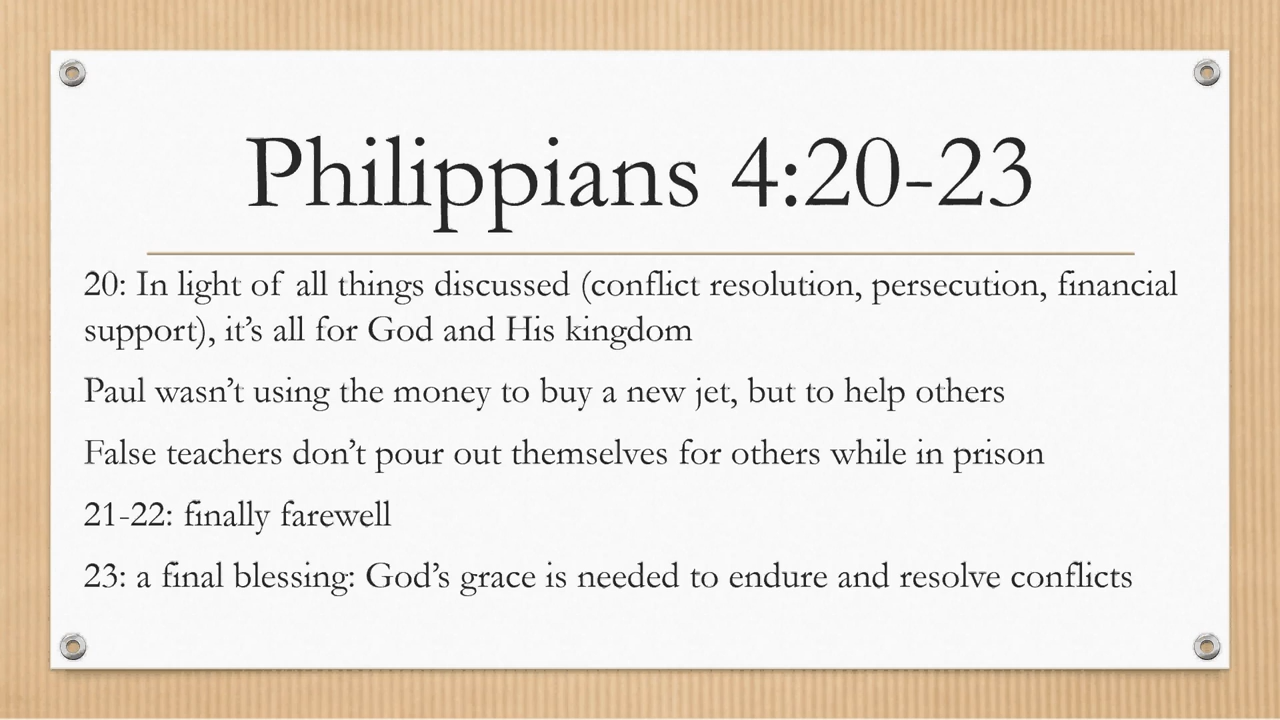 Philippians 4:20-23
20: In light of all things discussed (conflict resolution, persecution, financial
support), it’s all for God and His kingdom
Paul wasn’t using the money to buy a new jet, but to help others
False teachers don’t pour out themselves for others while in prison
21-22: finally farewell
23: a final blessing: God’s grace is needed to endure and resolve conflicts